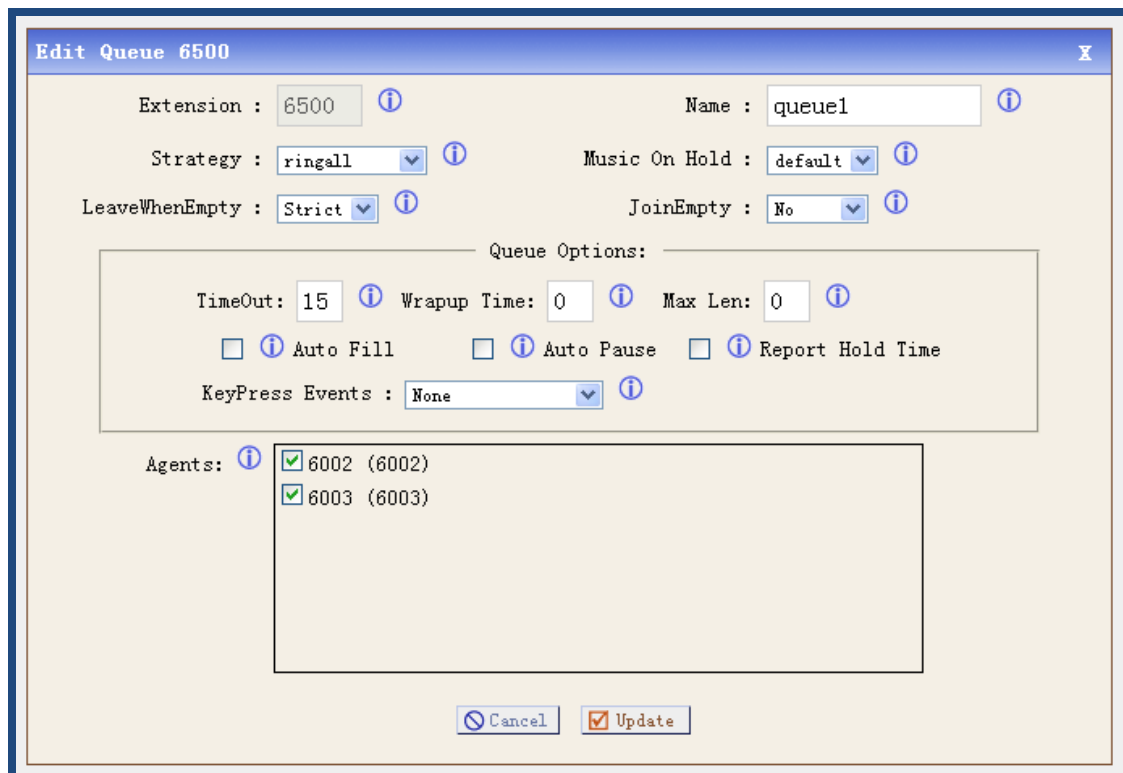 Edit Queue 6500 X
Extension : 6500 Name : queue1
Strategy : ringall Music On Hold : default
LeaveWhenEmpty : Strict JoinEmpty : No
Queue Options:
TimeOut: 15 Wrapup Time: 0 Max Len: 0
Auto Fill Auto Pause Report Hold Time
KeyPress Events : None
Agents: 6002 (6002)
6003 (6003)
Cancel Update